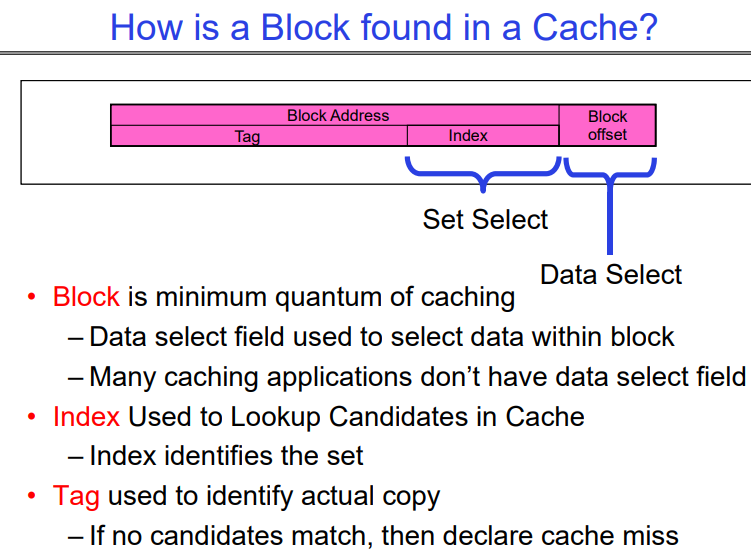 How is a Block found in a Cache?
Block Address
Block
offset
Tag
Index
Set Select
Data Select
• Block is minimum quantum of caching
– Data select field used to select data within block
– Many caching applications don’t have data select field
• Index Used to Lookup Candidates in Cache
– Index identifies the set
• Tag used to identify actual copy
– If no candidates match, then declare cache miss